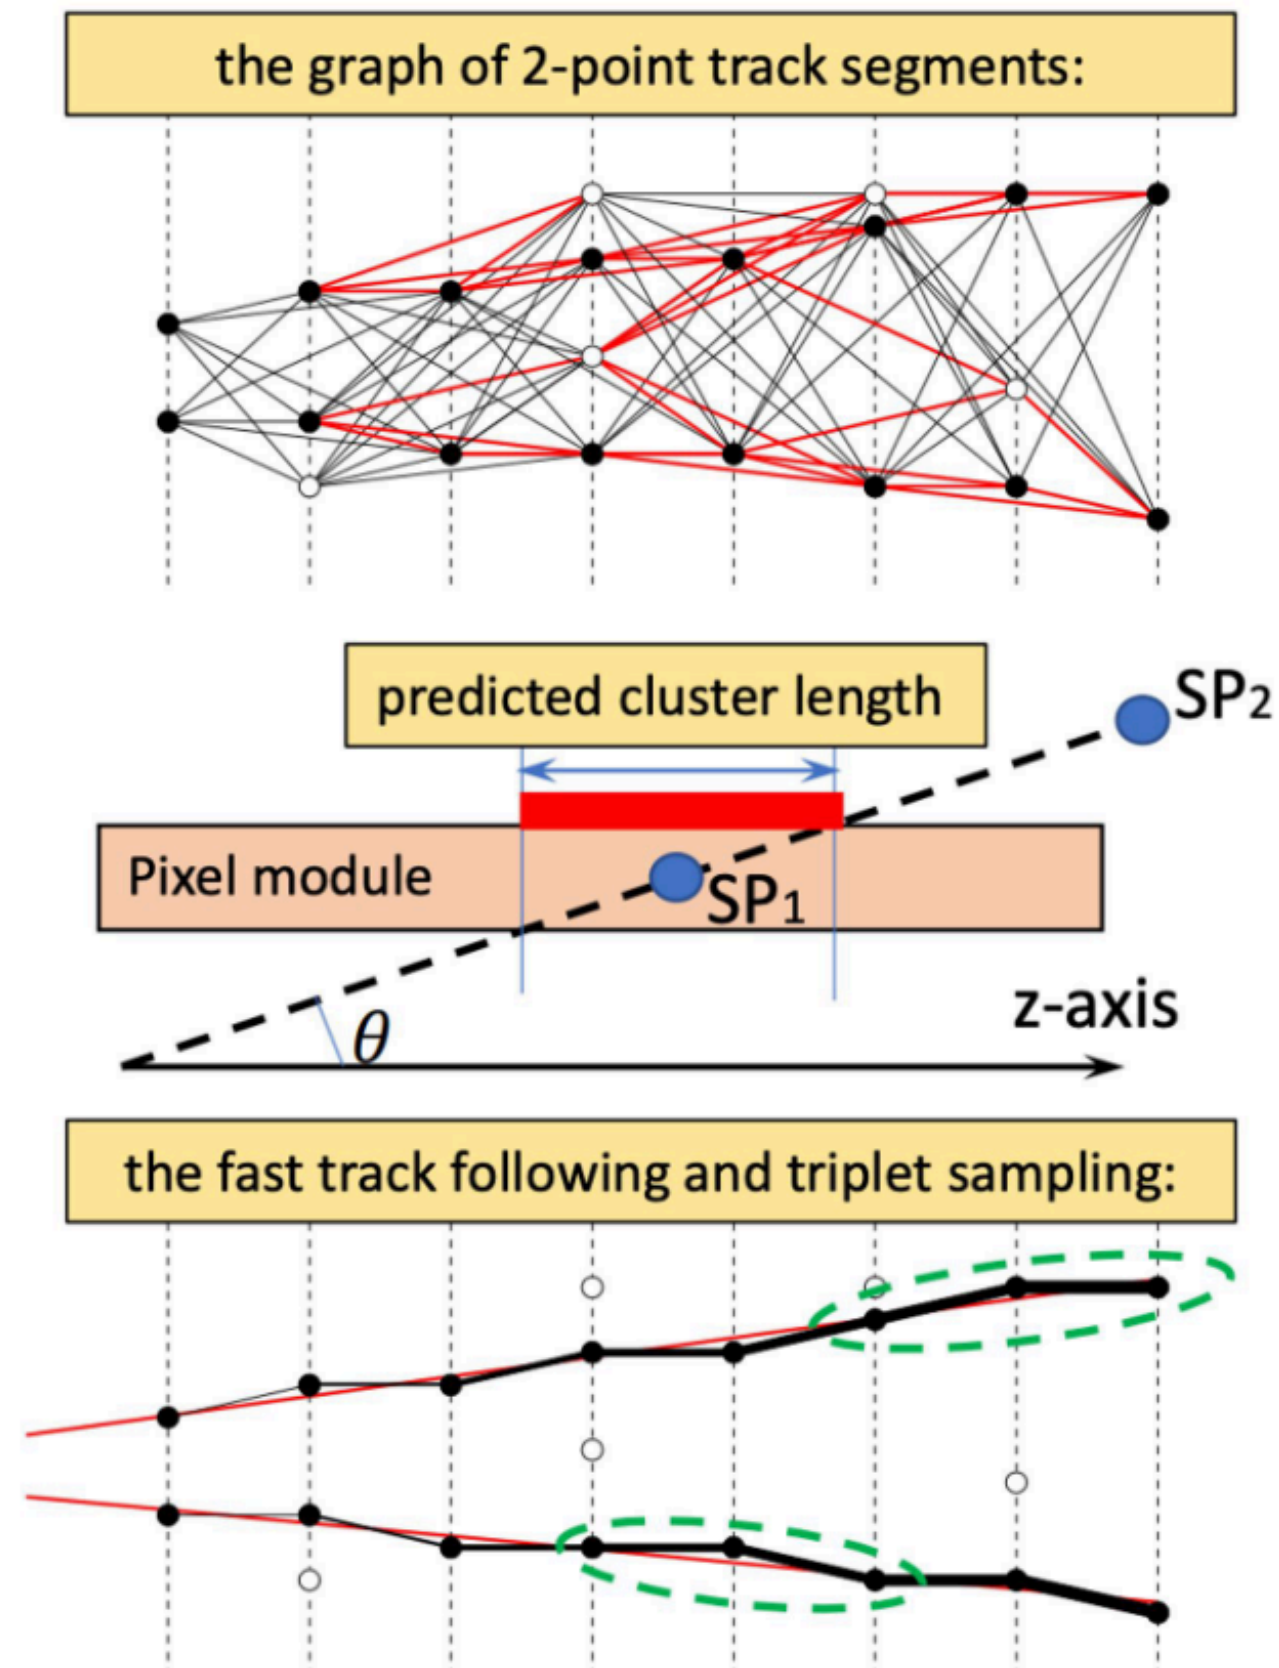 the graph of 2-point track segments:
predicted cluster length
SP₂
Pixel module
SP₁
z-axis
θ
the fast track following and triplet sampling: